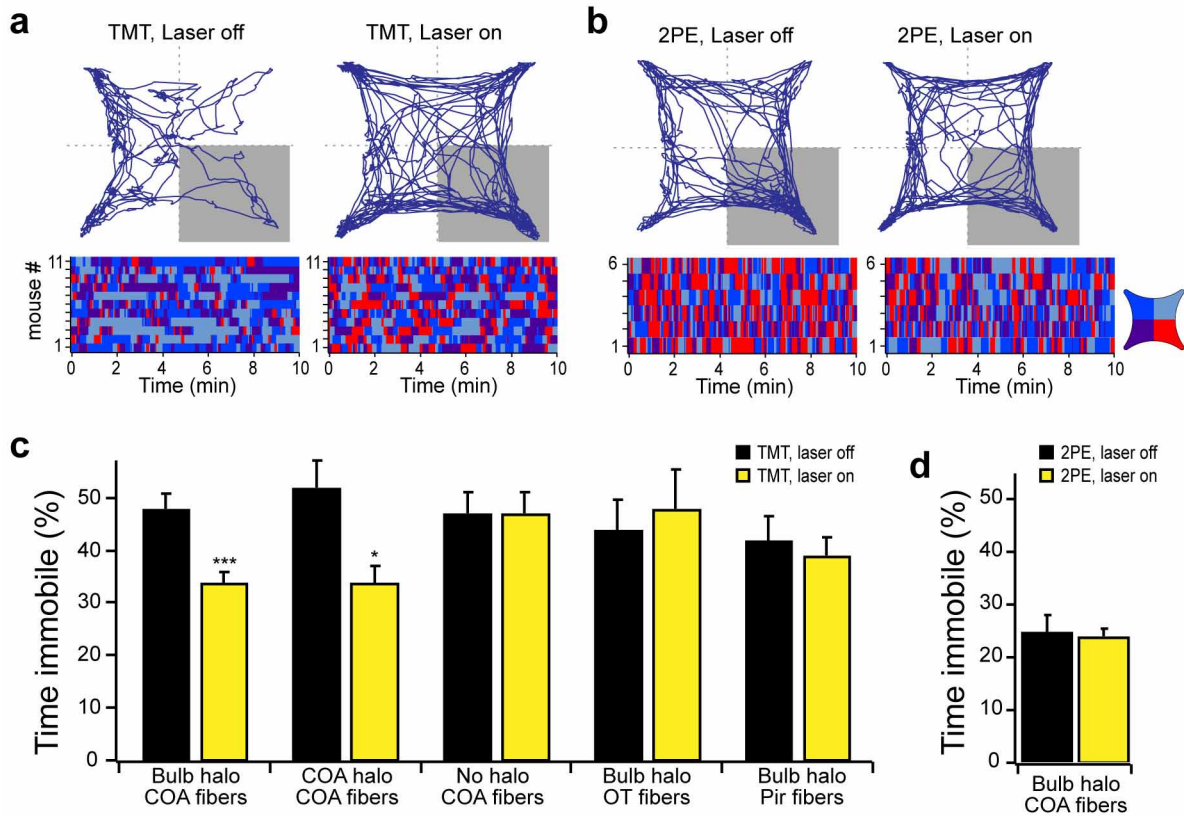 a
TMT, Laser off
TMT, Laser on
mouse #
11
1
11
1
0 2 4 6 8 10
Time (min)
0 2 4 6 8 10
Time (min)
b
2PE, Laser off
2PE, Laser on
6
1
6
1
0 2 4 6 8 10
Time (min)
0 2 4 6 8 10
Time (min)
c
TMT, laser off
TMT, laser on
Time immobile (%)
50
40
30
20
10
0
***
*
Bulb halo
COA fibers
COA halo
COA fibers
No halo
COA fibers
Bulb halo
OT fibers
Bulb halo
Pir fibers
d
2PE, laser off
2PE, laser on
Time immobile (%)
50
40
30
20
10
0
Bulb halo
COA fibers